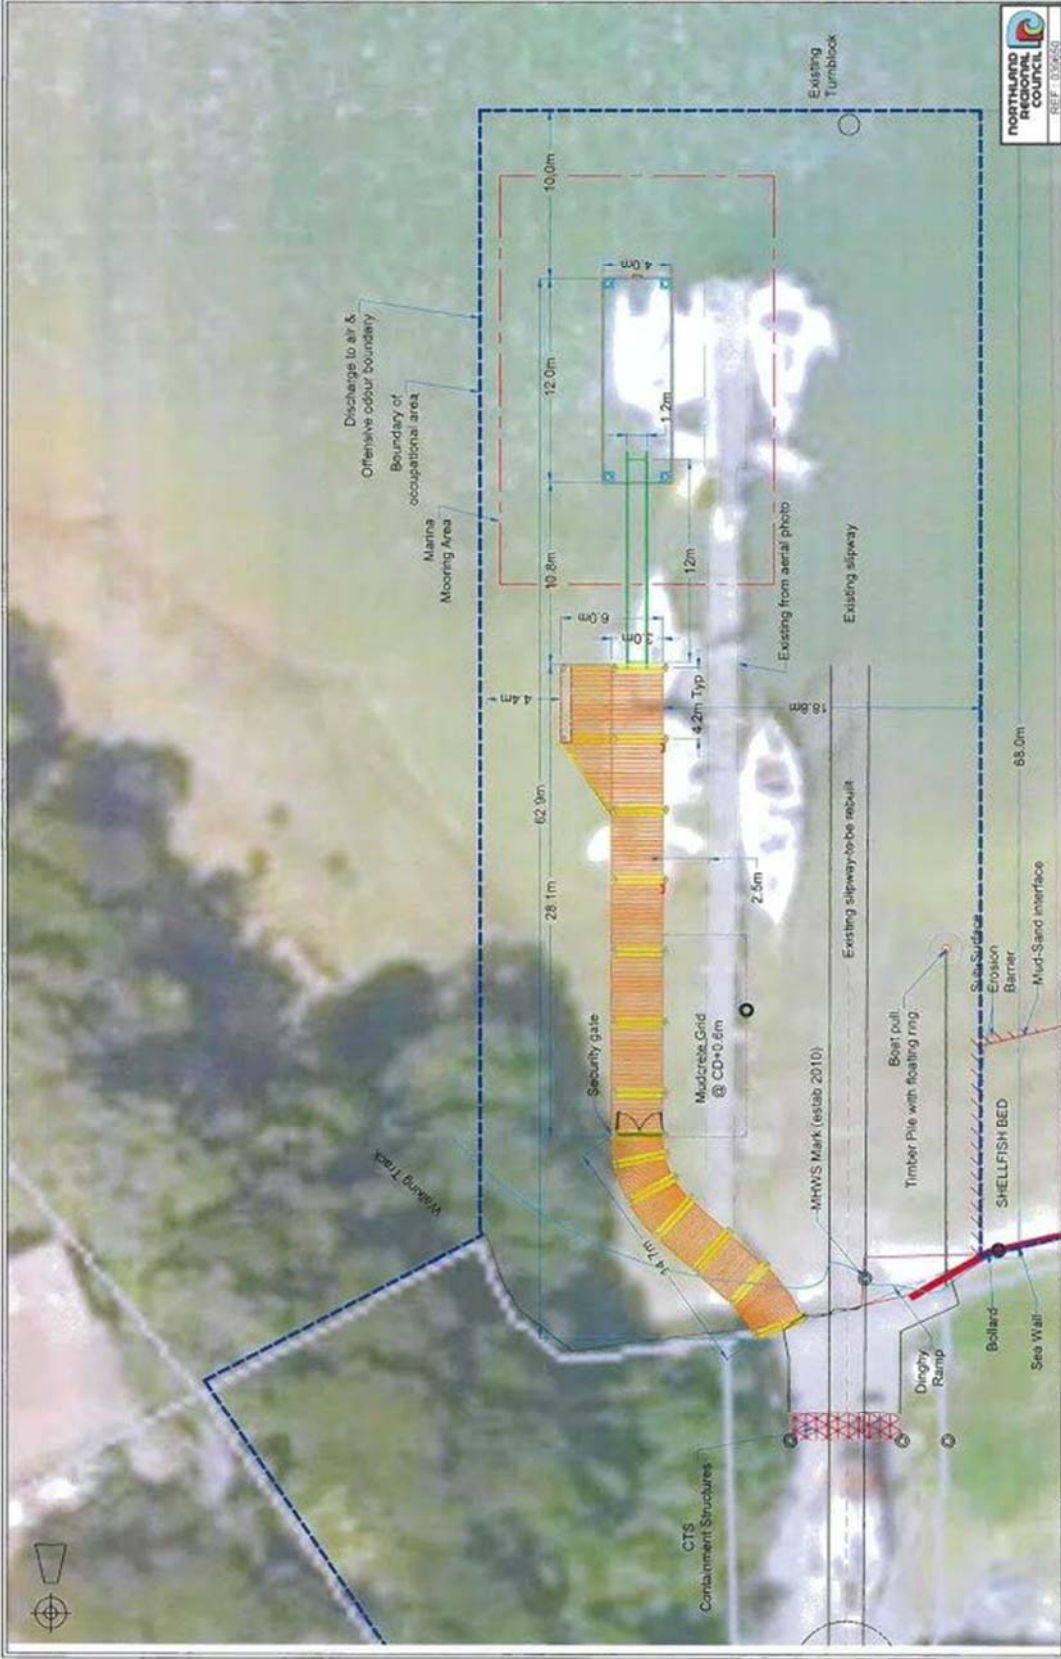 NORTHLAND
REGIONAL
COUNCIL
Existing
Turnblock
10.0m
4.0m
Discharge to air &
Offensive odour boundary
Boundary of
occupational area
Marina
Mooring Area
12.0m
1.2m
10.8m
12m
6.0m
3.0m
4.4m
4.2m Typ
Existing from aerial photo
Existing slipway
18.8m
68.0m
62.9m
28.1m
2.5m
Existing slipway-to-be rebuilt
Sub-Surface
Erosion
Barrier
Mud-Sand interface
Security gate
Mudcrete Grid
@ CD+0.6m
MHWS Mark (estab 2010)
Boat pull.
Timber Pile with floating ring.
SHELLFISH BED
Walking Track
14.7m
Bollard
Sea Wall
Dinghy
Ramp
CTS
Containment Structures